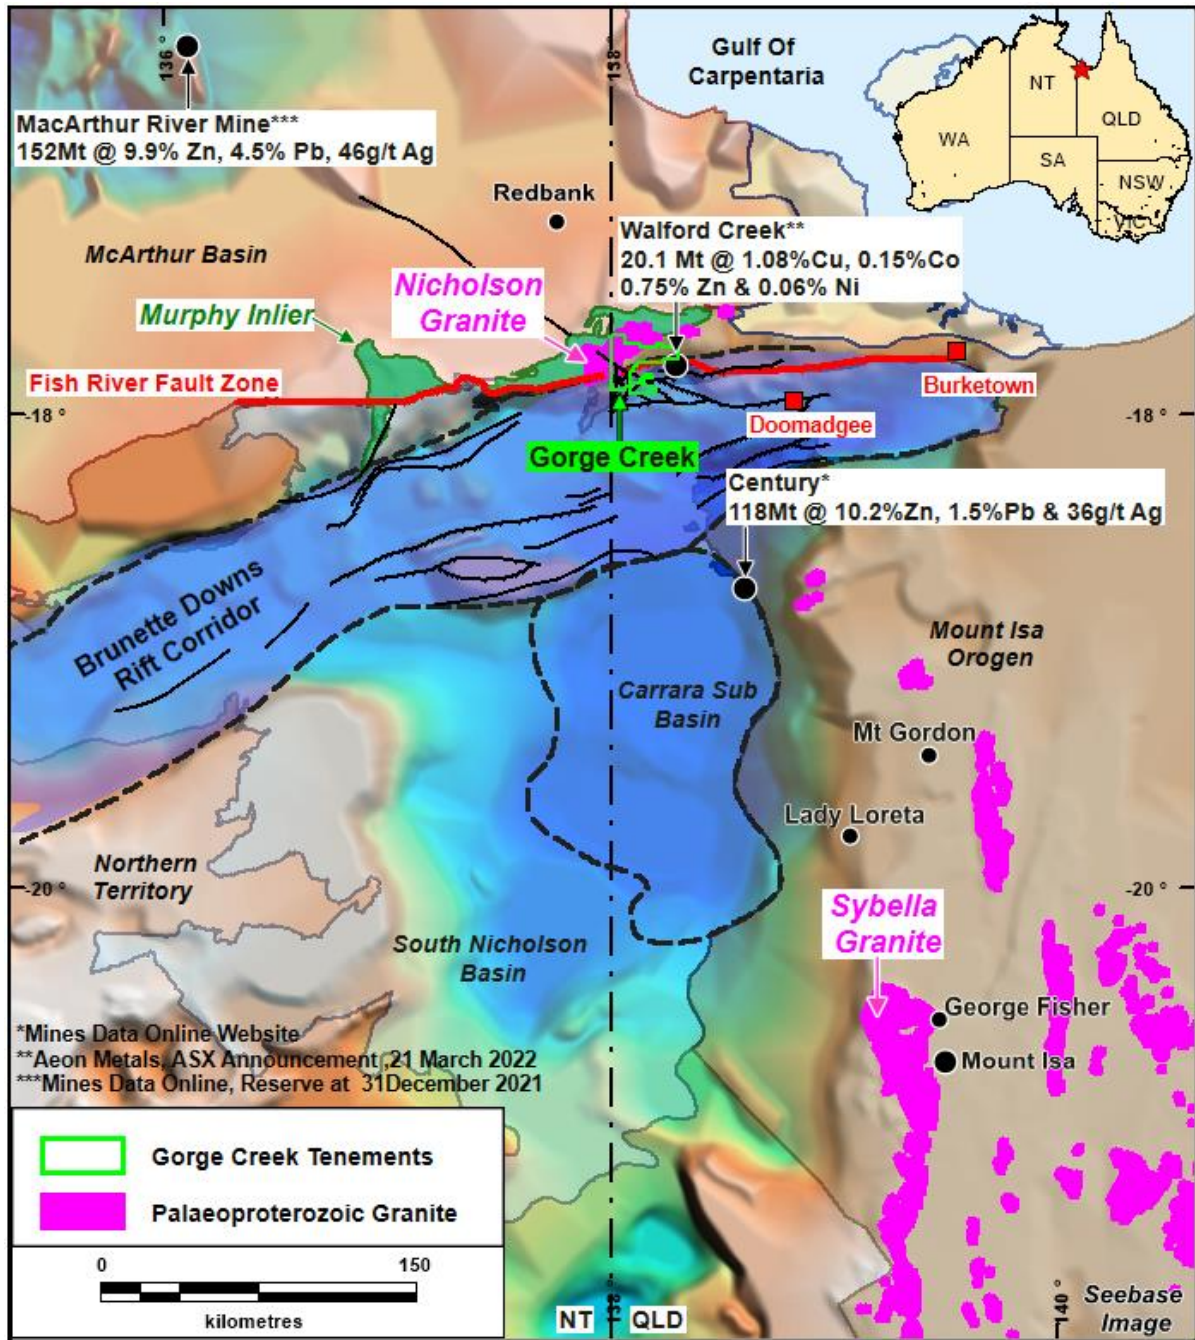 136 °
138 °
Gulf Of
Carpentaria
NT
QLD
WA
SA
NSW
VIC
MacArthur River Mine***
152Mt @ 9.9% Zn, 4.5% Pb, 46g/t Ag
Redbank
Walford Creek**
20.1 Mt @ 1.08%Cu, 0.15%Co
0.75% Zn & 0.06% Ni
McArthur Basin
Nicholson
Granite
Murphy Inlier
Fish River Fault Zone
Burketown
-18 °
-18 °
Doomadgee
Gorge Creek
Century*
118Mt @ 10.2%Zn, 1.5%Pb & 36g/t Ag
Brunette Downs
Rift Corridor
Mount Isa
Orogen
Carrara Sub
Basin
Mt Gordon
Lady Loreta
Northern
Territory
-20 °
-20 °
Sybella
Granite
South Nicholson
Basin
George Fisher
Mount Isa
*Mines Data Online Website
**Aeon Metals, ASX Announcement ,21 March 2022
***Mines Data Online, Reserve at 31December 2021
Gorge Creek Tenements
Palaeoproterozoic Granite
0
150
kilometres
NT
QLD
138 °
140 °
Seebase
Image